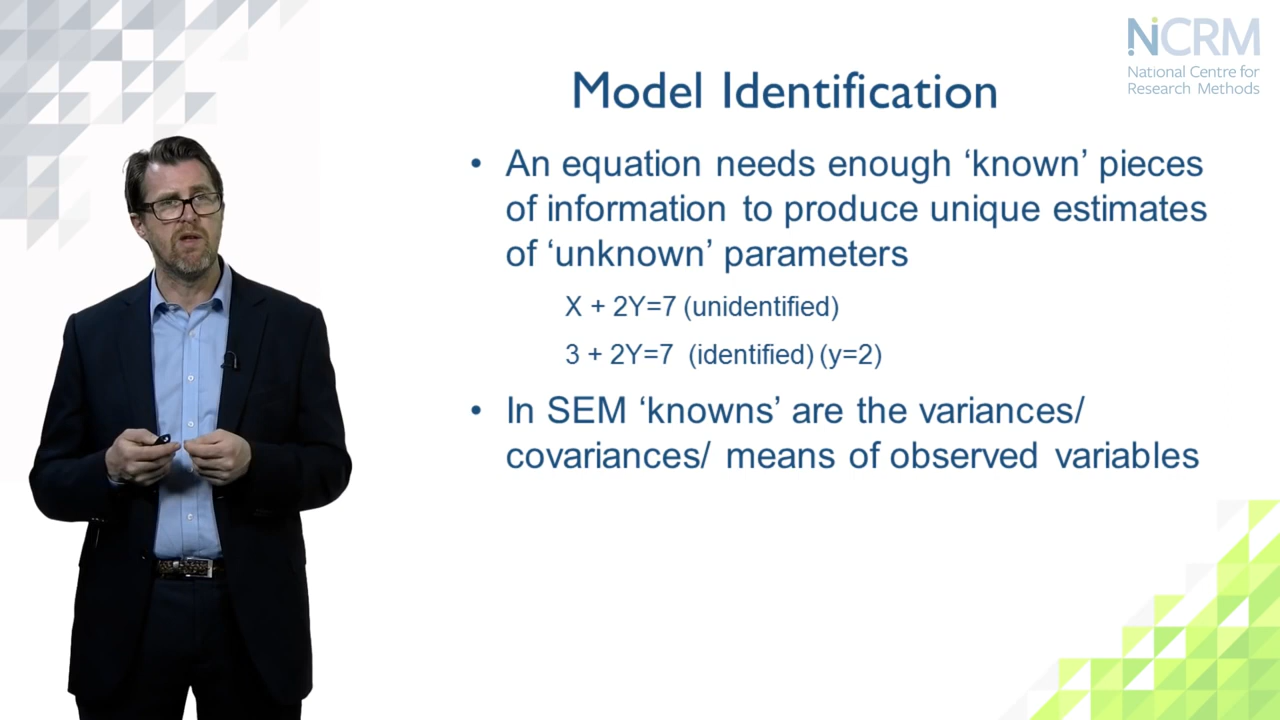 NCRM
National Centre for
Research Methods
Model Identification
• An equation needs enough ‘known’ pieces
of information to produce unique estimates
of ‘unknown’ parameters
X + 2Y=7 (unidentified)
3 + 2Y=7 (identified) (y=2)
• In SEM ‘knowns’ are the variances/
covariances/ means of observed variables